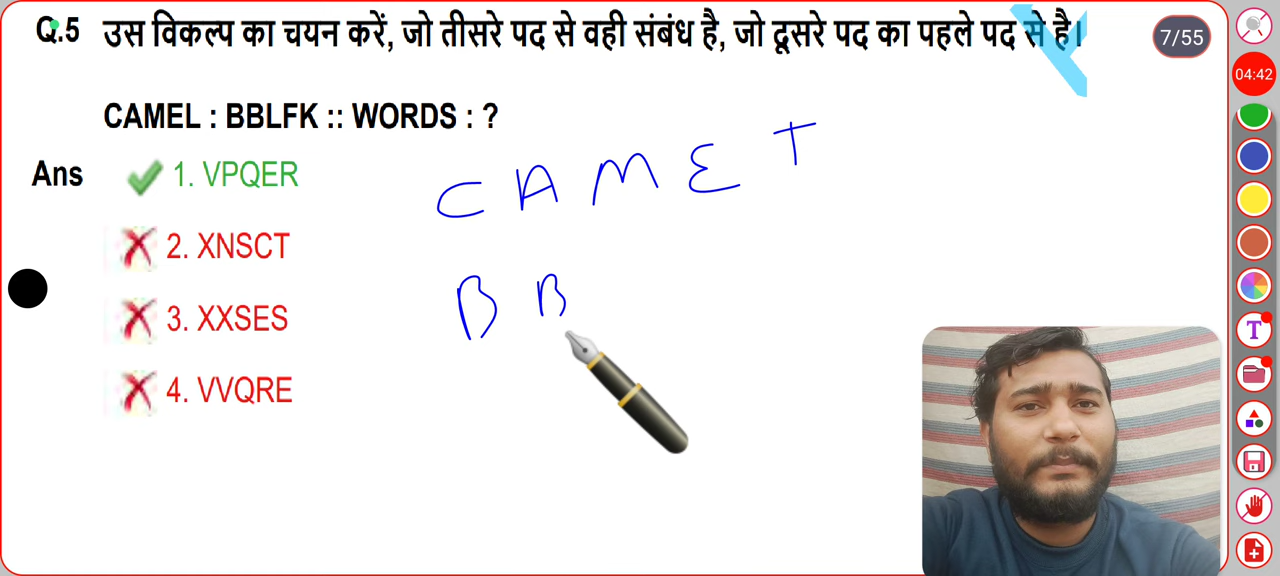 Q.5 उस विकल्प का चयन करें, जो तीसरे पद से वही संबंध है, जो दूसरे पद का पहले पद से है।
7/55
04:42
CAMEL : BBLFK :: WORDS : ?
Ans 1. VPQER
2. XNSCT
3. XXSES
4. VVQRE
C A M E T
B B
T